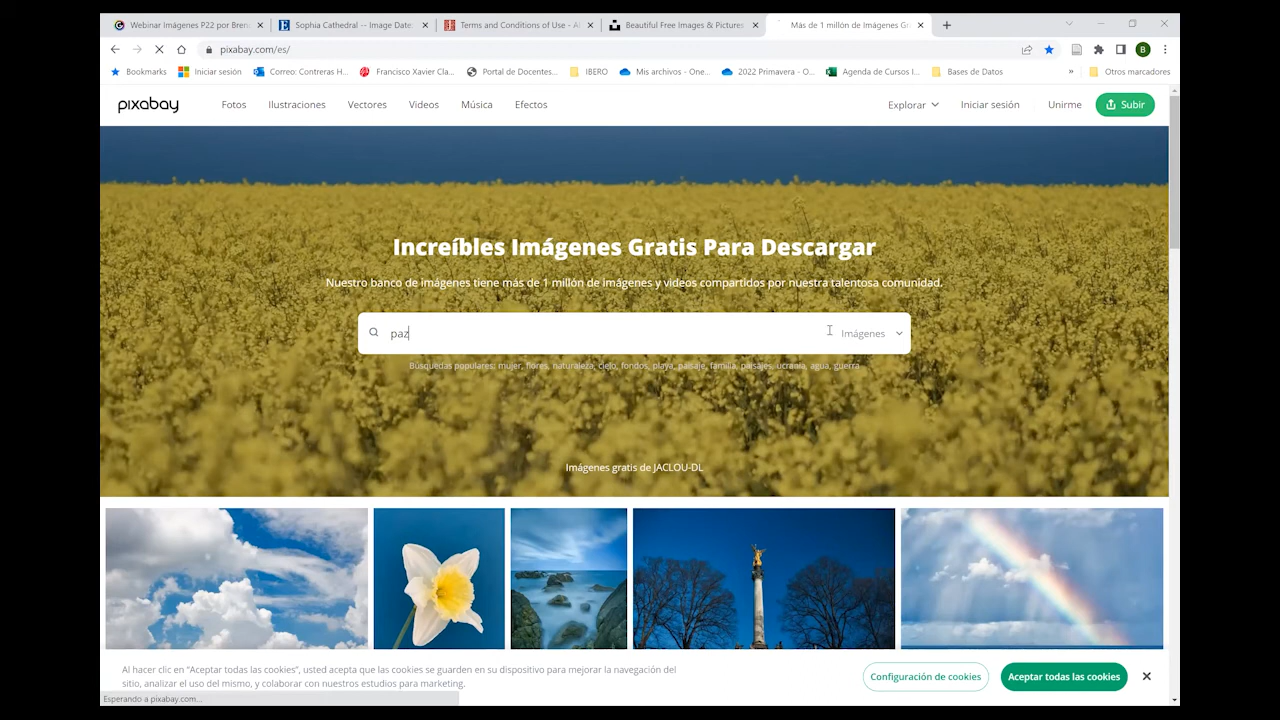 Webinar Imágenes P22 por Bren
Sophia Cathedral -- Image Date:
Terms and Conditions of Use - A
Beautiful Free Images & Pictures
Más de 1 millón de Imágenes Gr
pixabay.com/es/
B
Bookmarks
Iniciar sesión
Correo: Contreras H...
Francisco Xavier Cla...
Portal de Docentes...
IBERO
Mis archivos - One...
2022 Primavera - O...
Agenda de Cursos I...
Bases de Datos
»
Otros marcadores
pixabay
Fotos
Ilustraciones
Vectores
Videos
Música
Efectos
Explorar
Iniciar sesión
Unirme
Subir
Increíbles Imágenes Gratis Para Descargar
Nuestro banco de imágenes tiene más de 1 millón de imágenes y videos compartidos por nuestra talentosa comunidad.
paz
Imágenes
Búsquedas populares: mujer, flores, naturaleza, cielo, fondos, playa, paisaje, familia, paisajes, ucrania, agua, guerra
Imágenes gratis de JACLOU-DL
Al hacer clic en “Aceptar todas las cookies”, usted acepta que las cookies se guarden en su dispositivo para mejorar la navegación del
sitio, analizar el uso del mismo, y colaborar con nuestros estudios para marketing.
Configuración de cookies
Aceptar todas las cookies
Esperando a pixabay.com...